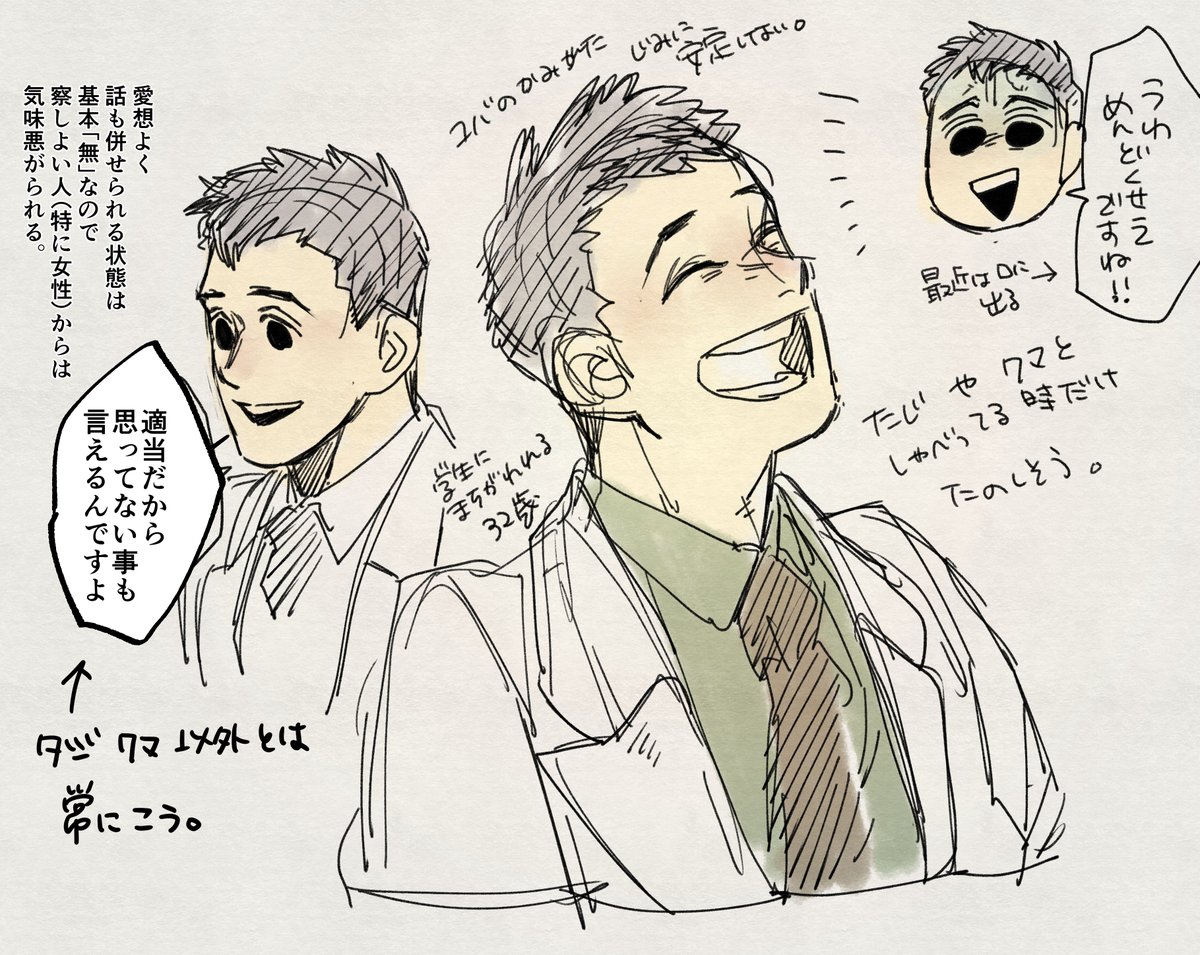 愛想よく
話も併せられる状態は
基本「無」なので
察しよい人（特に女性）からは
気味悪がられる。
適当だから
思ってない事も
言えるんですよ
↑
タジ クマ 以外とは
常にこう。
ユバのかみがた
じみに
安定してない。
学生に
まちがわれる
32歳
うわ
めんどくせえ
ですね!!
最近は口に→
出る
たじ や クマと
しゃべってる 時だけ
たのしそう。